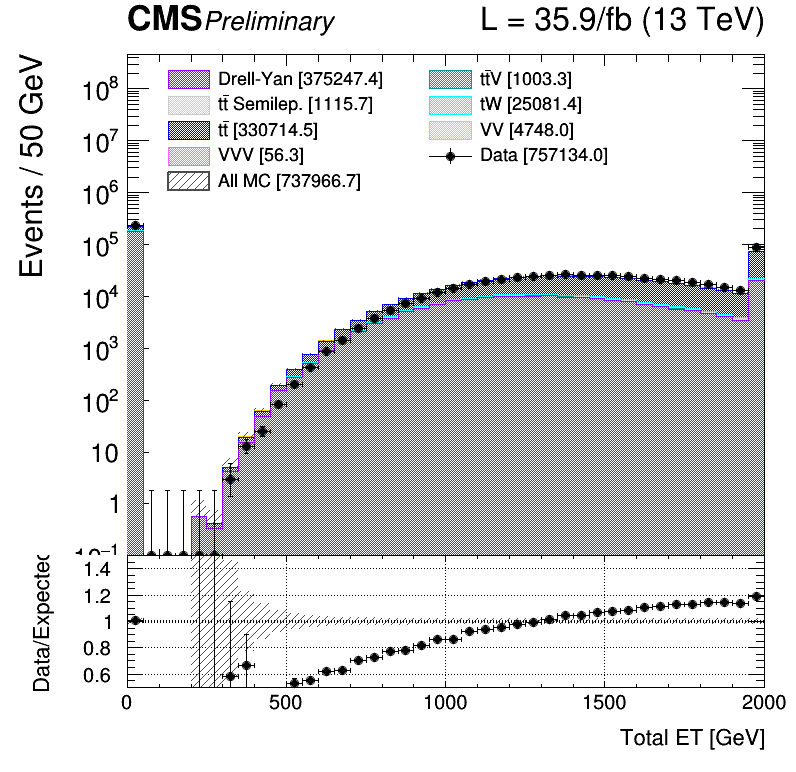 CMS Preliminary L = 35.9/fb (13 TeV)
Events / 50 GeV
Drell-Yan [375247.4]
tt̄ Semilep. [1115.7]
tt̄ [330714.5]
VVV [56.3]
All MC [737966.7]
tt̄V [1003.3]
tW [25081.4]
VV [4748.0]
Data [757134.0]
10⁸
10⁷
10⁶
10⁵
10⁴
10³
10²
10
1
10⁻¹
Data/Expected
1.4
1.2
1
0.8
0.6
0 500 1000 1500 2000
Total ET [GeV]